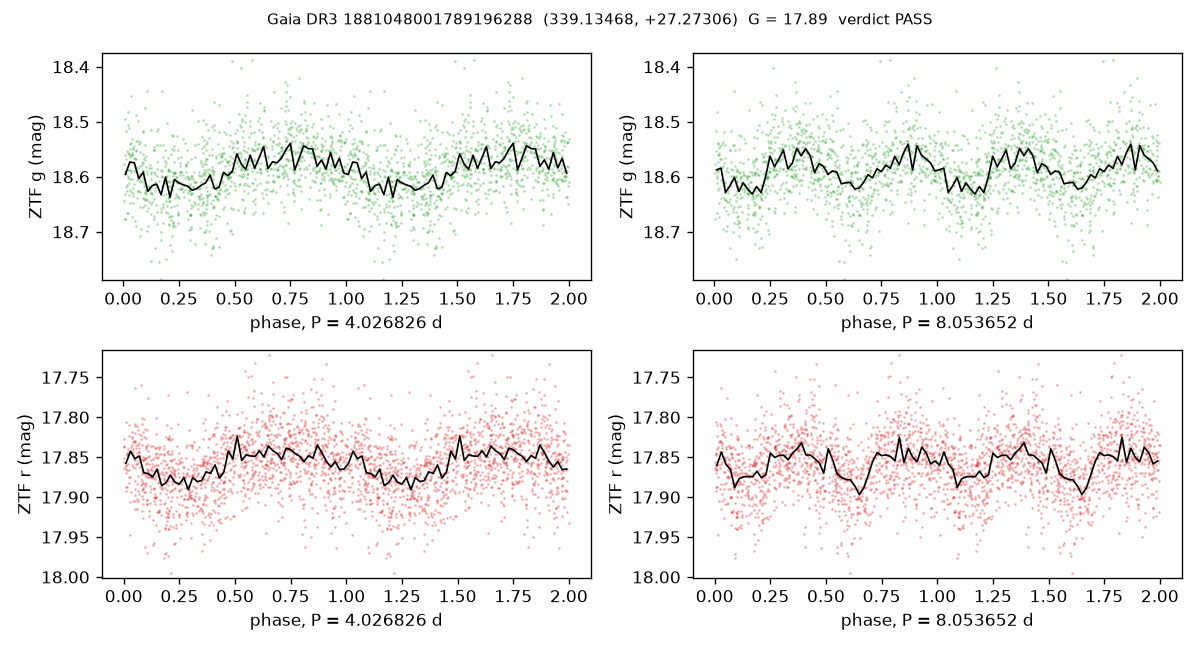 Gaia DR3 1881048001789196288 (339.13468, +27.27306) G = 17.89 verdict PASS
ZTF g (mag)
18.4
18.5
18.6
18.7
0.00 0.25 0.50 0.75 1.00 1.25 1.50 1.75 2.00
phase, P = 4.026826 d
ZTF g (mag)
18.4
18.5
18.6
18.7
0.00 0.25 0.50 0.75 1.00 1.25 1.50 1.75 2.00
phase, P = 8.053652 d
ZTF r (mag)
17.75
17.80
17.85
17.90
17.95
18.00
0.00 0.25 0.50 0.75 1.00 1.25 1.50 1.75 2.00
phase, P = 4.026826 d
ZTF r (mag)
17.75
17.80
17.85
17.90
17.95
18.00
0.00 0.25 0.50 0.75 1.00 1.25 1.50 1.75 2.00
phase, P = 8.053652 d